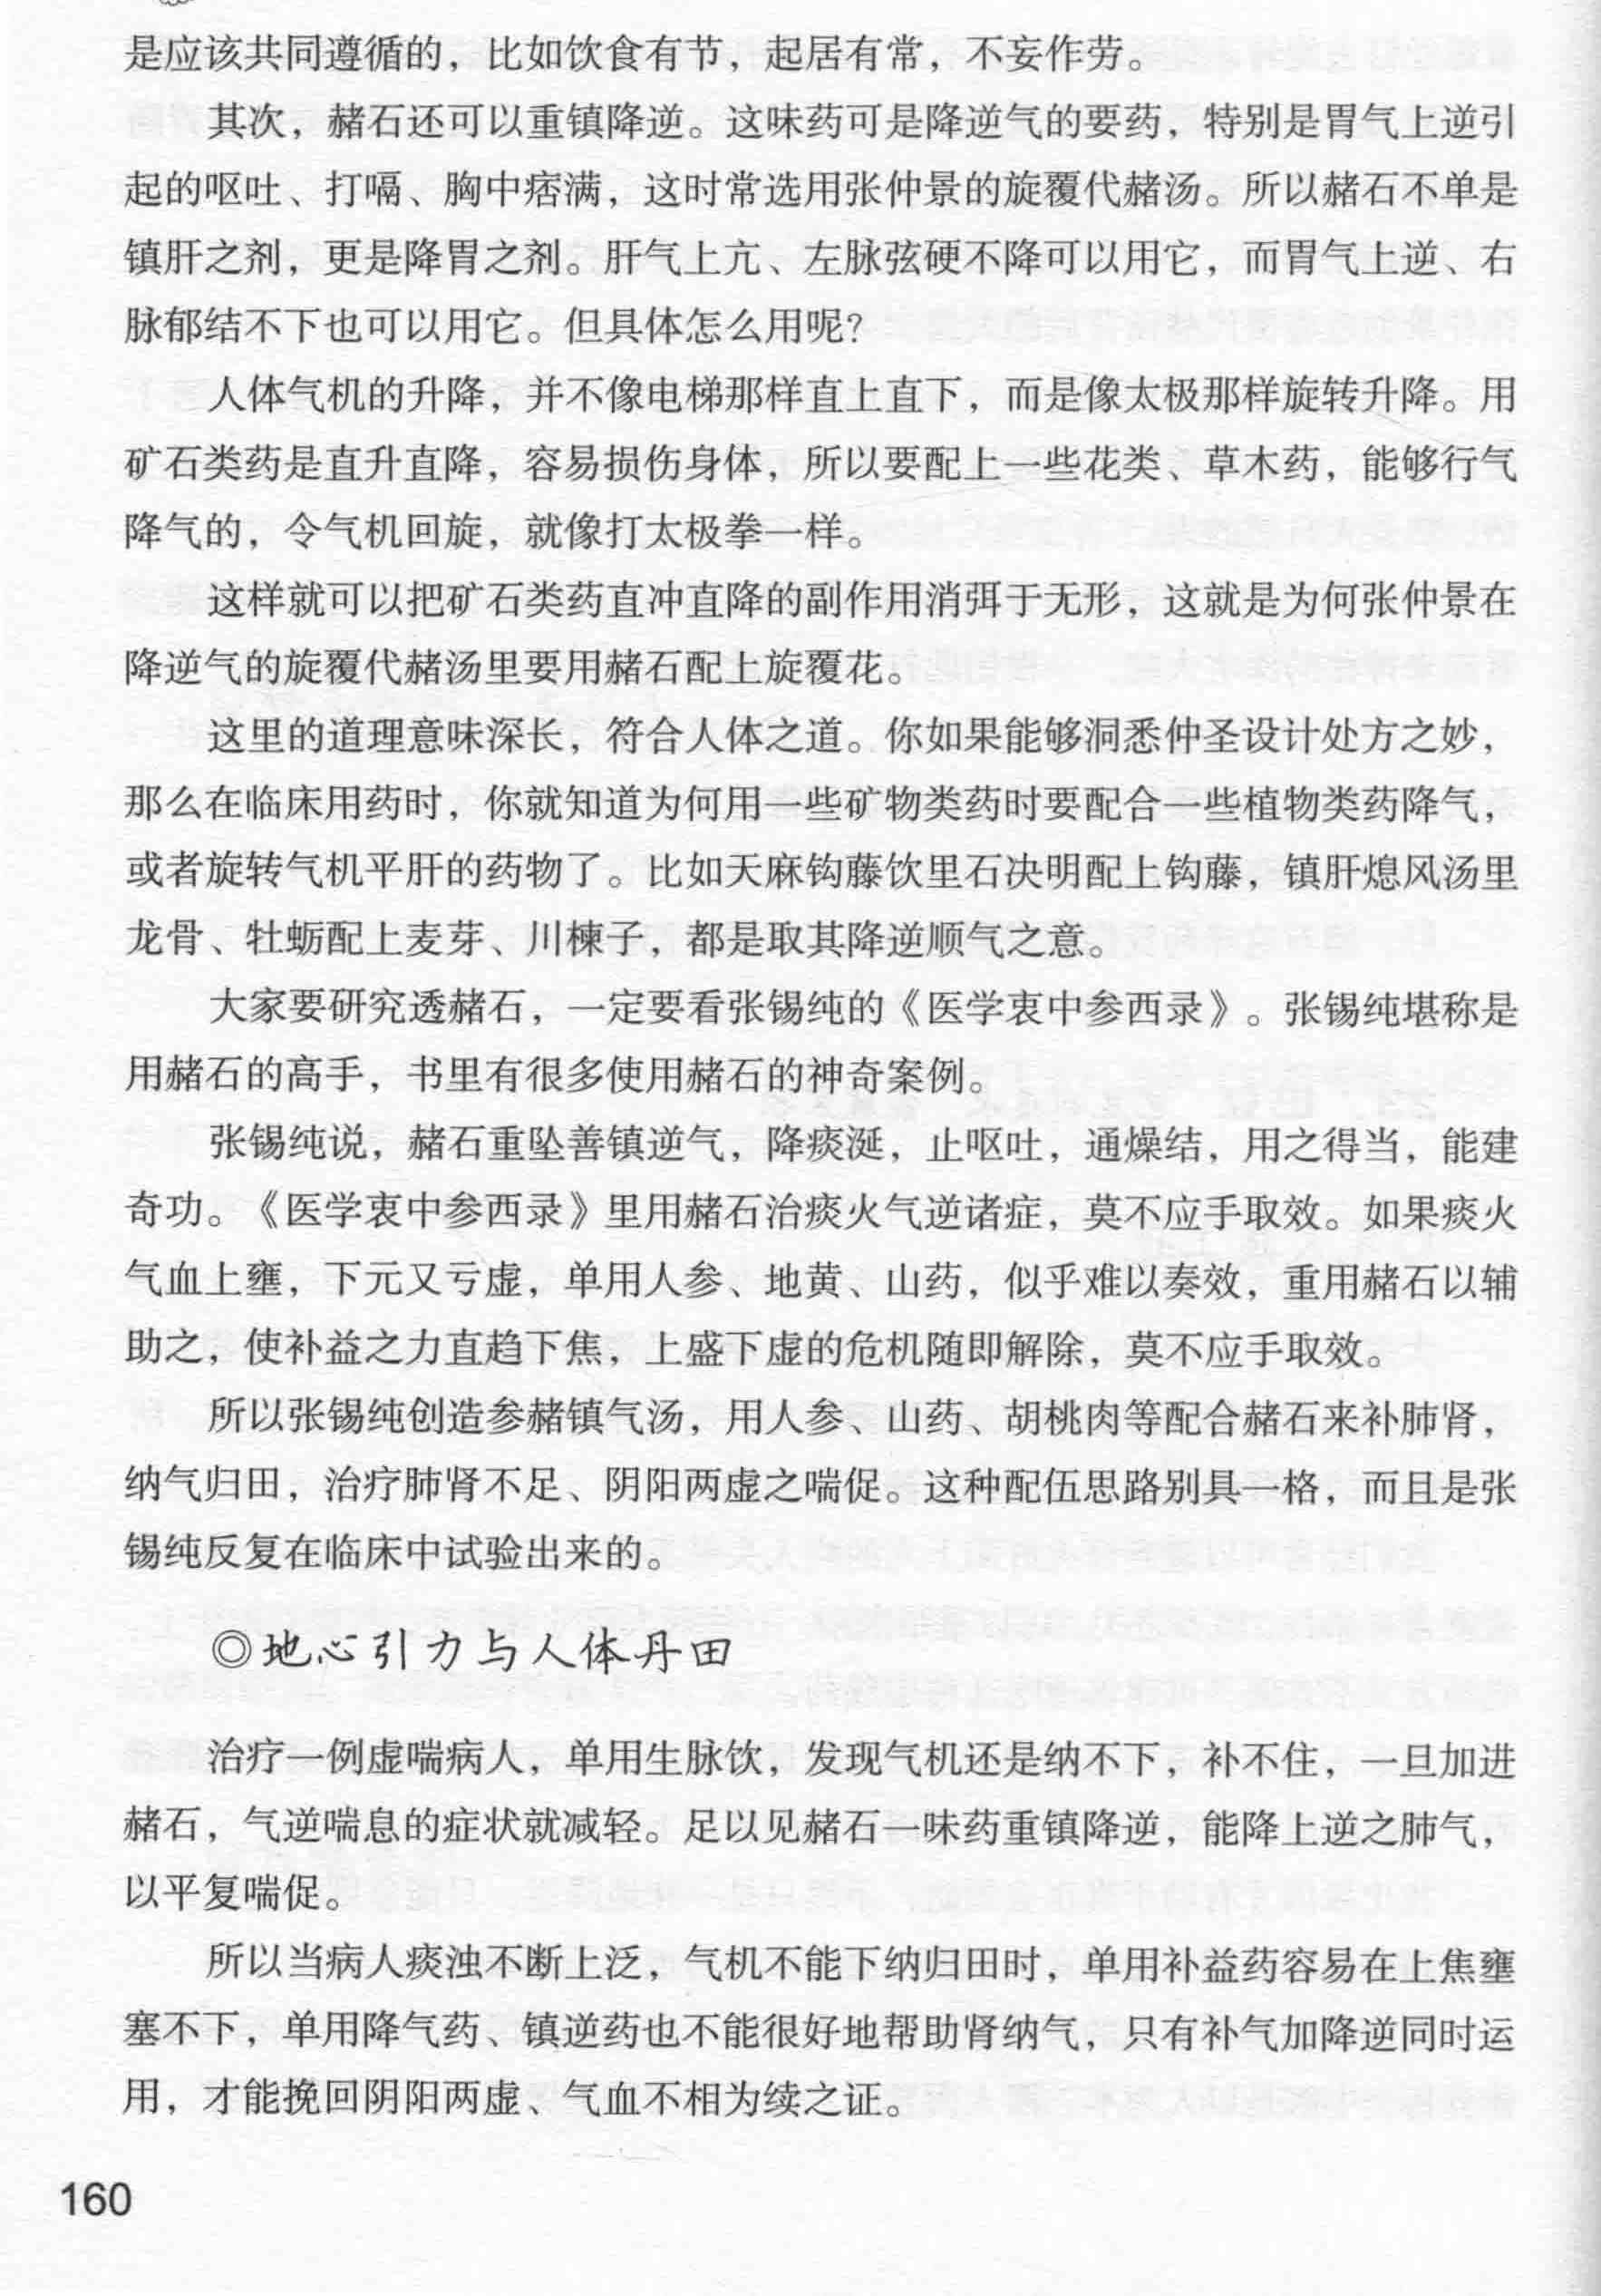 是应该共同遵循的，比如饮食有节，起居有常，不妄作劳。
其次，赭石还可以重镇降逆。这味药可是降逆气的要药，特别是胃气上逆引
起的呕吐、打嗝、胸中痞满，这时常选用张仲景的旋覆代赭汤。所以赭石不单是
镇肝之剂，更是降胃之剂。肝气上亢、左脉弦硬不降可以用它，而胃气上逆、右
脉郁结不下也可以用它。但具体怎么用呢？
人体气机的升降，并不像电梯那样直上直下，而是像太极那样旋转升降。用
矿石类药是直升直降，容易损伤身体，所以要配上一些花类、草木药，能够行气
降气的，令气机回旋，就像打太极拳一样。
这样就可以把矿石类药直冲直降的副作用消弭于无形，这就是为何张仲景在
降逆气的旋覆代赭汤里要用赭石配上旋覆花。
这里的道理意味深长，符合人体之道。你如果能够洞悉仲圣设计处方之妙，
那么在临床用药时，你就知道为何用一些矿物类药时要配合一些植物类药降气，
或者旋转气机平肝的药物了。比如天麻钩藤饮里石决明配上钩藤，镇肝熄风汤里
龙骨、牡蛎配上麦芽、川楝子，都是取其降逆顺气之意。
大家要研究透赭石，一定要看张锡纯的《医学衷中参西录》。张锡纯堪称是
用赭石的高手，书里有很多使用赭石的神奇案例。
张锡纯说，赭石重坠善镇逆气，降痰涎，止呕吐，通燥结，用之得当，能建
奇功。《医学衷中参西录》里用赭石治痰火气逆诸症，莫不应手取效。如果痰火
气血上壅，下元又亏虚，单用人参、地黄、山药，似乎难以奏效，重用赭石以辅
助之，使补益之力直趋下焦，上盛下虚的危机随即解除，莫不应手取效。
所以张锡纯创造参赭镇气汤，用人参、山药、胡桃肉等配合赭石来补肺肾，
纳气归田，治疗肺肾不足、阴阳两虚之喘促。这种配伍思路别具一格，而且是张
锡纯反复在临床中试验出来的。
◎地心引力与人体丹田
治疗一例虚喘病人，单用生脉饮，发现气机还是纳不下，补不住，一旦加进
赭石，气逆喘息的症状就减轻。足以见赭石一味药重镇降逆，能降上逆之肺气，
以平复喘促。
所以当病人痰浊不断上泛，气机不能下纳归田时，单用补益药容易在上焦壅
塞不下，单用降气药、镇逆药也不能很好地帮助肾纳气，只有补气加降逆同时运
用，才能挽回阴阳两虚、气血不相为续之证。
160